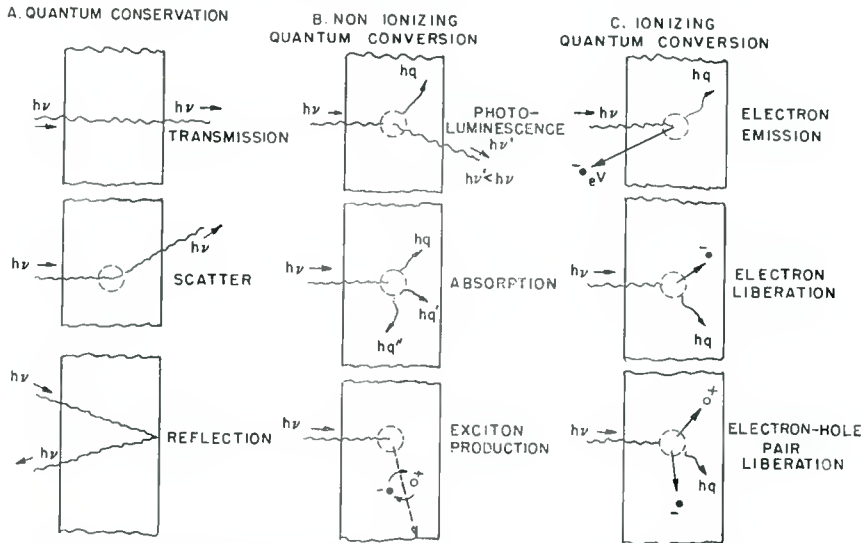 A. QUANTUM CONSERVATION
hν
hν
TRANSMISSION
hν
hν
SCATTER
hν
hν
REFLECTION
B. NON IONIZING
QUANTUM CONVERSION
hq
hν
PHOTO-
LUMINESCENCE
hν'
hν'<hν
hq
hν
ABSORPTION
hq'
hq"
hν
EXCITON
PRODUCTION
- o+
C. IONIZING
QUANTUM CONVERSION
hq
hν
ELECTRON
EMISSION
- eV
-
hν
ELECTRON
LIBERATION
hq
o+
hν
ELECTRON-HOLE
PAIR
LIBERATION
hq
-